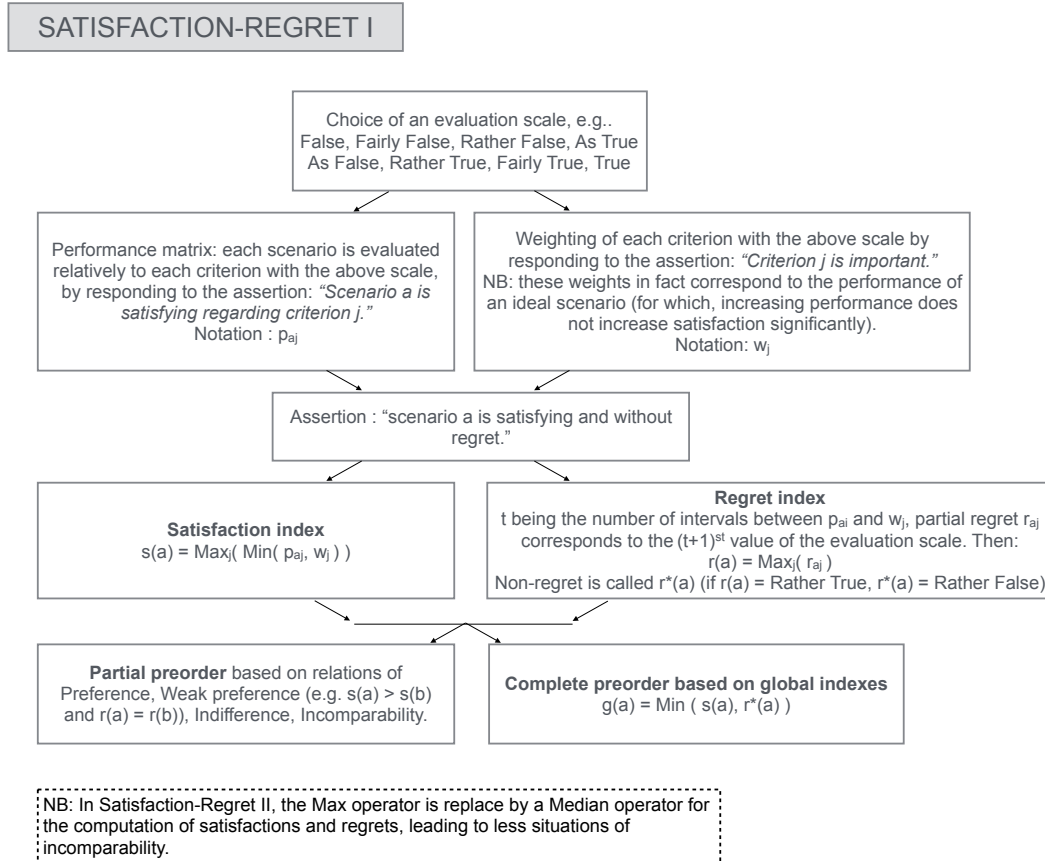 SATISFACTION-REGRET I
Choice of an evaluation scale, e.g..
False, Fairly False, Rather False, As True
As False, Rather True, Fairly True, True
Performance matrix: each scenario is evaluated
relatively to each criterion with the above scale,
by responding to the assertion: “Scenario a is
satisfying regarding criterion j.”
Notation : paj
Weighting of each criterion with the above scale by
responding to the assertion: “Criterion j is important.”
NB: these weights in fact correspond to the performance of
an ideal scenario (for which, increasing performance does
not increase satisfaction significantly).
Notation: wj
Assertion : “scenario a is satisfying and without
regret.”
Satisfaction index
s(a) = Maxj( Min( paj, wj ) )
Regret index
t being the number of intervals between pai and wj, partial regret raj
corresponds to the (t+1)st value of the evaluation scale. Then:
r(a) = Maxj( raj )
Non-regret is called r*(a) (if r(a) = Rather True, r*(a) = Rather False)
Partial preorder based on relations of
Preference, Weak preference (e.g. s(a) > s(b)
and r(a) = r(b)), Indifference, Incomparability.
Complete preorder based on global indexes
g(a) = Min ( s(a), r*(a) )
NB: In Satisfaction-Regret II, the Max operator is replace by a Median operator for
the computation of satisfactions and regrets, leading to less situations of
incomparability.